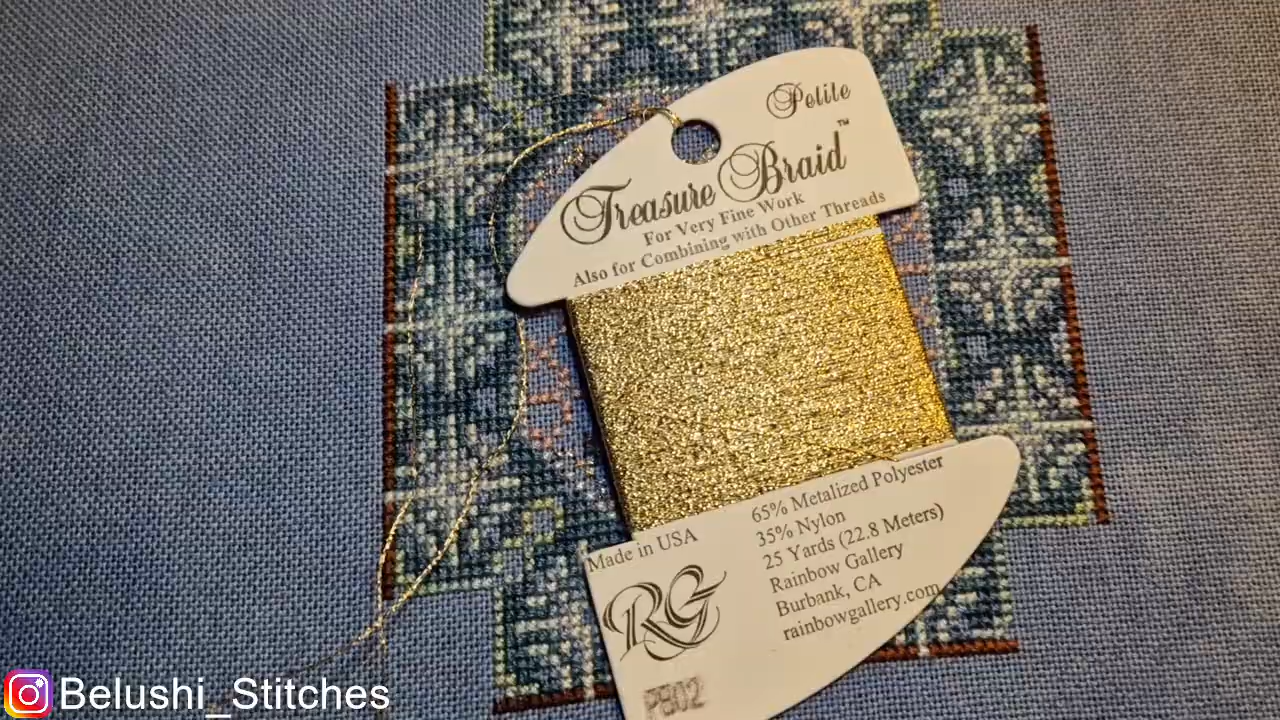 Petite
Treasure Braid™
For Very Fine Work
Also for Combining with Other Threads
65% Metalized Polyester
35% Nylon
25 Yards (22.8 Meters)
Rainbow Gallery
Burbank, CA
rainbowgallery.com
Made in USA
RG
PB02
Belushi_Stitches